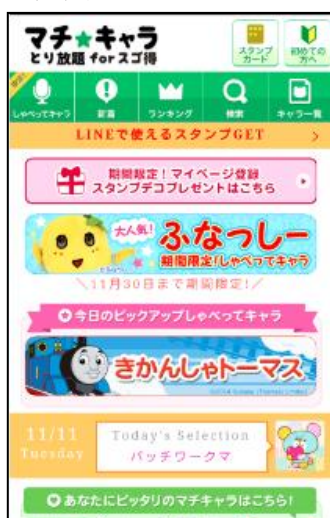 マチ★キャラ
とり放題 for スゴ得
スタンプ
カード
初めての
方へ
しゃべってキャラ
新着
ランキング
検索
キャラ一覧
LINEで使えるスタンプGET
期間限定!マイページ登録
スタンプデコプレゼントはこちら
大人気!
ふなっしー
期間限定!しゃべってキャラ
\11月30日まで期間限定!/
今日のピックアップしゃべってキャラ
きかんしゃトーマス
11/11
Tuesday
Today's Selection
パッチワークマ
あなたにピッタリのマチキャラはこちら!